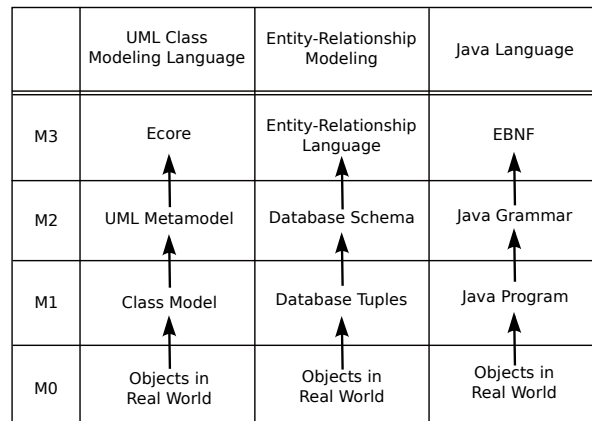 UML Class
Modeling Language
Entity-Relationship
Modeling
Java Language
M3
Ecore
Entity-Relationship
Language
EBNF
M2
UML Metamodel
Database Schema
Java Grammar
M1
Class Model
Database Tuples
Java Program
M0
Objects in
Real World
Objects in
Real World
Objects in
Real World